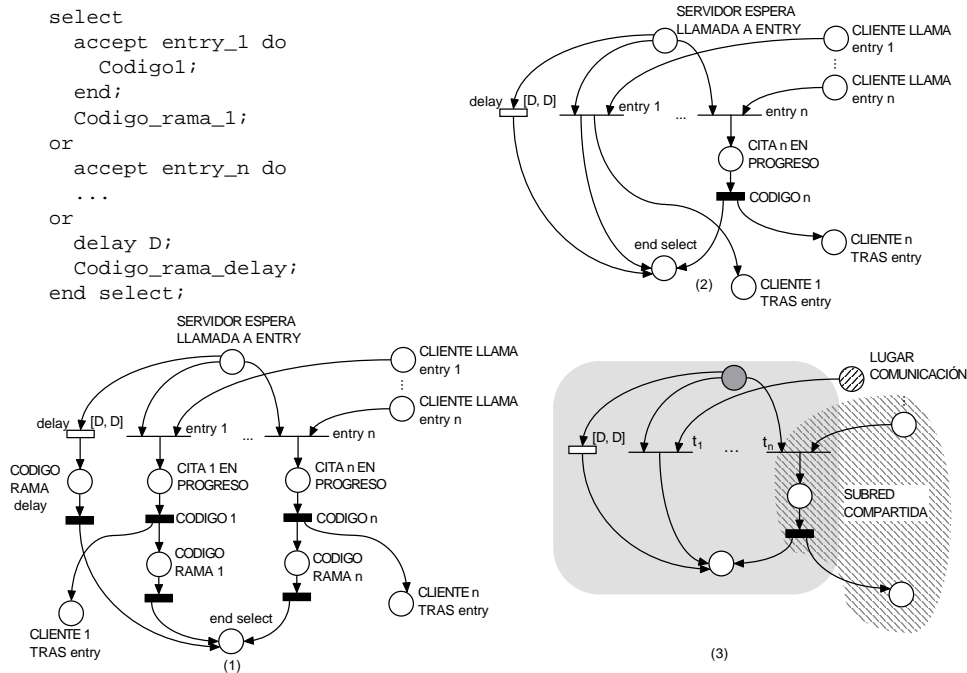 select
accept entry_1 do
Codigo1;
end;
Codigo_rama_1;
or
accept entry_n do
...
or
delay D;
Codigo_rama_delay;
end select;
SERVIDOR ESPERA
LLAMADA A ENTRY
CLIENTE LLAMA
entry 1
CLIENTE LLAMA
entry n
delay
[D, D]
entry 1
...
entry n
CITA n EN
PROGRESO
CODIGO n
CLIENTE n
TRAS entry
end select
CLIENTE 1
TRAS entry
(2)
SERVIDOR ESPERA
LLAMADA A ENTRY
CLIENTE LLAMA
entry 1
CLIENTE LLAMA
entry n
delay
[D, D]
entry 1
...
entry n
CODIGO
RAMA
delay
CITA 1 EN
PROGRESO
CITA n EN
PROGRESO
CODIGO 1
CODIGO n
CODIGO
RAMA 1
CODIGO
RAMA n
CLIENTE n
TRAS entry
CLIENTE 1
TRAS entry
end select
(1)
LUGAR
COMUNICACIÓN
[D, D]
t1
...
tn
SUBRED
COMPARTIDA
(3)